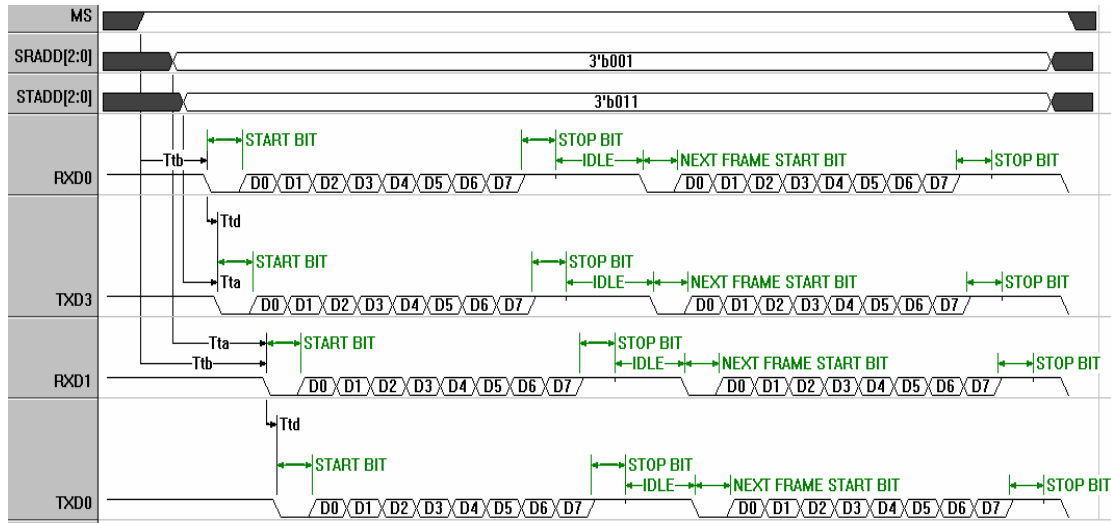 MS
SRADD[2:0] 3'b001
STADD[2:0] 3'b011
START BIT STOP BIT
Ttb IDLE NEXT FRAME START BIT STOP BIT
RXD0 D0 D1 D2 D3 D4 D5 D6 D7 D0 D1 D2 D3 D4 D5 D6 D7
Ttd
START BIT STOP BIT
Tta IDLE NEXT FRAME START BIT STOP BIT
TXD3 D0 D1 D2 D3 D4 D5 D6 D7 D0 D1 D2 D3 D4 D5 D6 D7
Tta START BIT STOP BIT
Ttb IDLE NEXT FRAME START BIT STOP BIT
RXD1 D0 D1 D2 D3 D4 D5 D6 D7 D0 D1 D2 D3 D4 D5 D6 D7
Ttd
START BIT STOP BIT
IDLE NEXT FRAME START BIT STOP BIT
TXD0 D0 D1 D2 D3 D4 D5 D6 D7 D0 D1 D2 D3 D4 D5 D6 D7